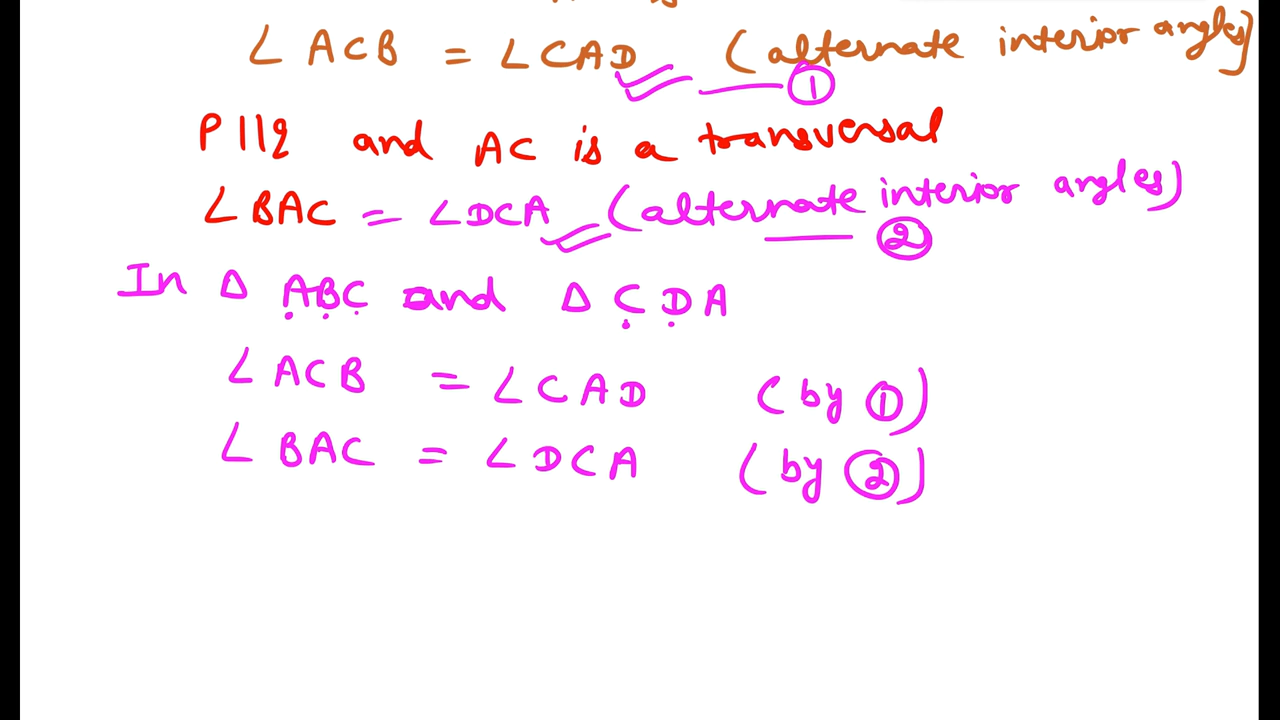 ∠ ACB = ∠ CAD (alternate interior angles)
— ①
P || q and AC is a transversal
∠ BAC = ∠ DCA (alternate interior angles)
— ②
In Δ ABC and Δ CDA
∠ ACB = ∠ CAD (by ①)
∠ BAC = ∠ DCA (by ②)